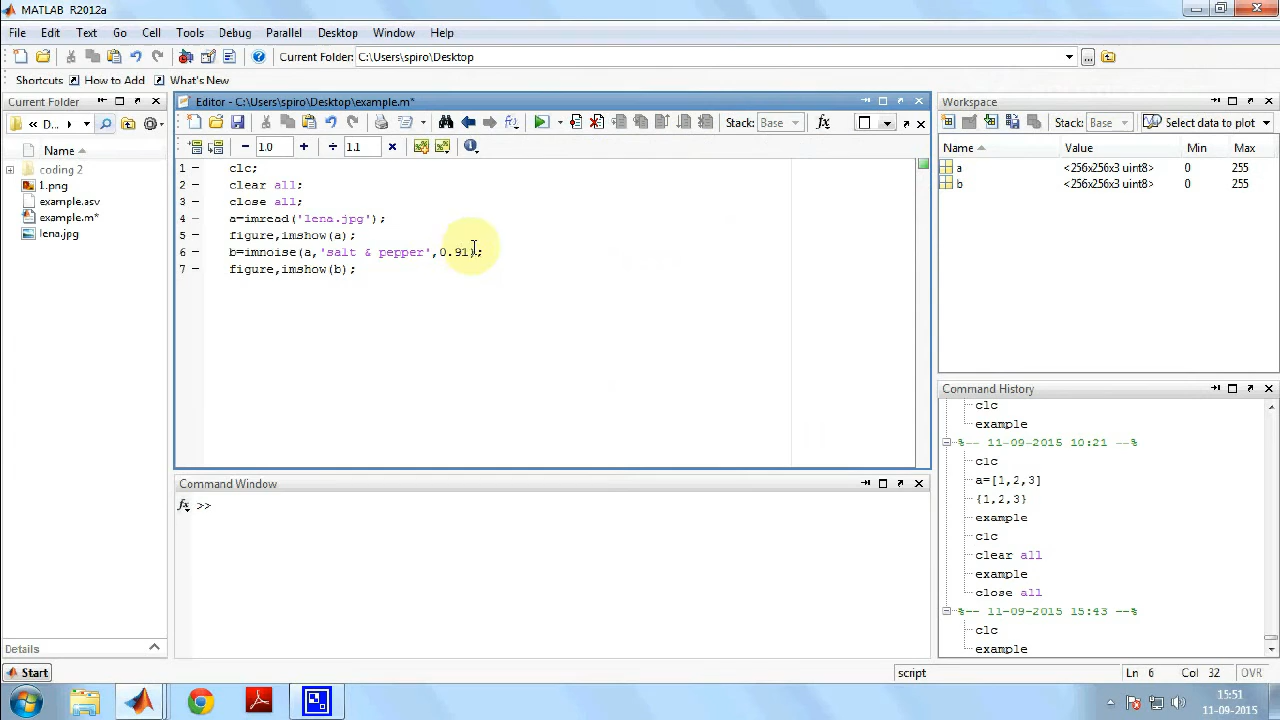 MATLAB R2012a
File Edit Text Go Cell Tools Debug Parallel Desktop Window Help
Current Folder: C:\Users\spiro\Desktop
Shortcuts How to Add What's New
Current Folder
« D...
Name
coding 2
1.png
example.asv
example.m*
lena.jpg
Details
Editor - C:\Users\spiro\Desktop\example.m*
Stack: Base fx
- 1.0 + ÷ 1.1 ×
1 - clc;
2 - clear all;
3 - close all;
4 - a=imread('lena.jpg');
5 - figure,imshow(a);
6 - b=imnoise(a,'salt & pepper',0.91);
7 - figure,imshow(b);
Command Window
fx >>
Workspace
Stack: Base Select data to plot
Name Value Min Max
a <256x256x3 uint8> 0 255
b <256x256x3 uint8> 0 255
Command History
clc
example
%-- 11-09-2015 10:21 --%
clc
a=[1,2,3]
{1,2,3}
example
clc
clear all
example
close all
%-- 11-09-2015 15:43 --%
clc
example
Start
script Ln 6 Col 32 OVR
15:51
11-09-2015